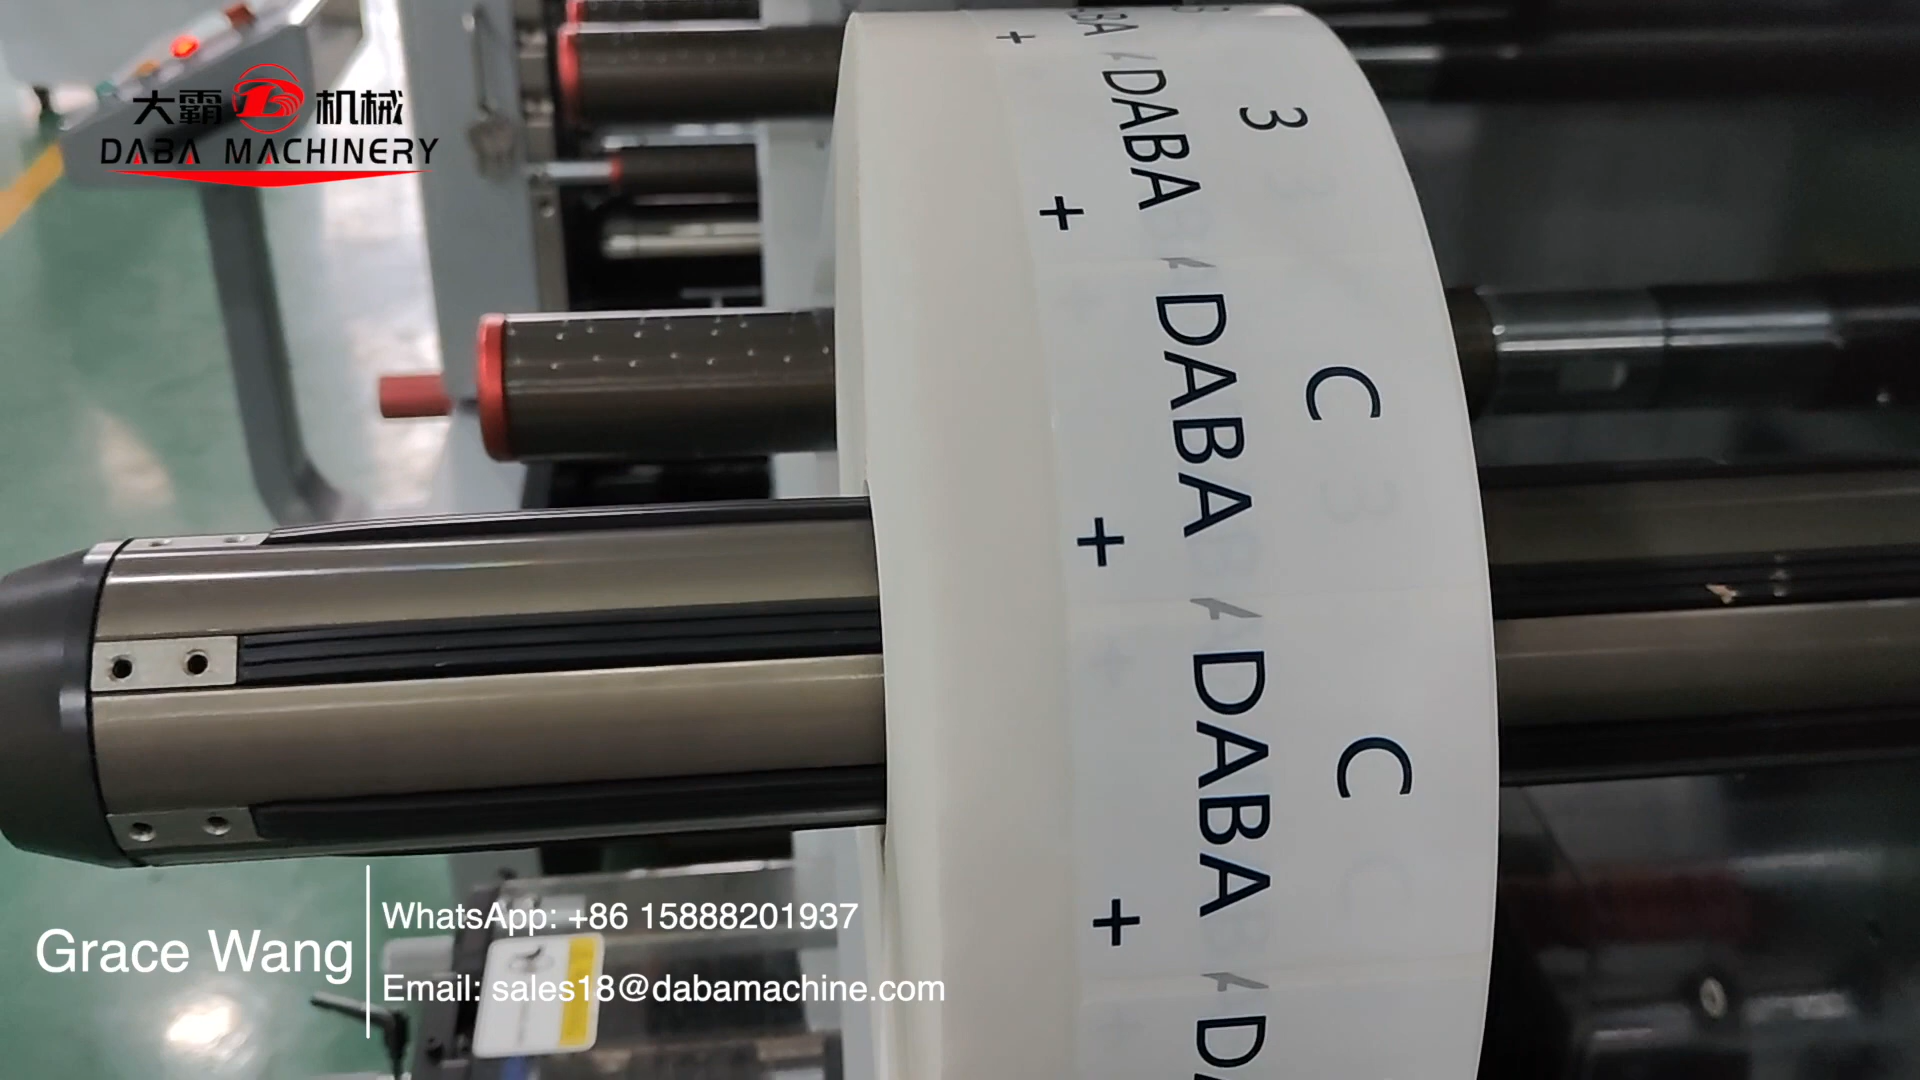 大霸机械
DABA MACHINERY
DABA
3
+
DABA
C
+
DABA
C
+
Grace Wang
WhatsApp: +86 15888201937
Email: sales18@dabamachine.com